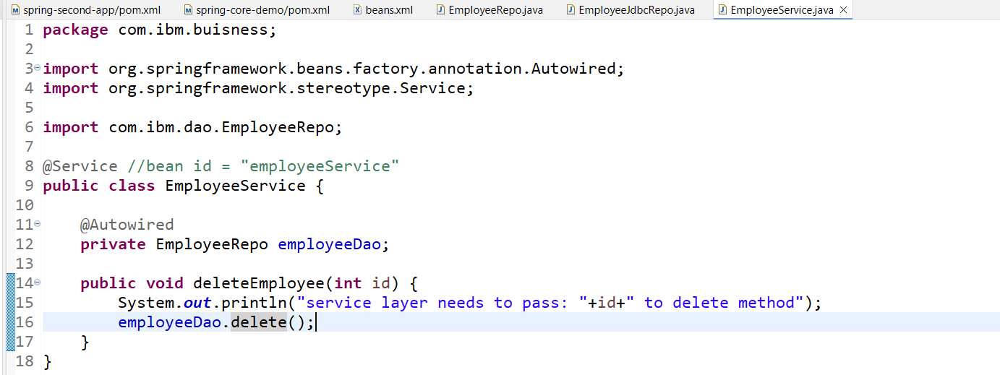 spring-second-app/pom.xml spring-core-demo/pom.xml beans.xml EmployeeRepo.java EmployeeJdbcRepo.java EmployeeService.java
1 package com.ibm.buisness;
2
3 import org.springframework.beans.factory.annotation.Autowired;
4 import org.springframework.stereotype.Service;
5
6 import com.ibm.dao.EmployeeRepo;
7
8 @Service //bean id = "employeeService"
9 public class EmployeeService {
10
11 @Autowired
12 private EmployeeRepo employeeDao;
13
14 public void deleteEmployee(int id) {
15 System.out.println("service layer needs to pass: "+id+" to delete method");
16 employeeDao.delete();
17 }
18 }